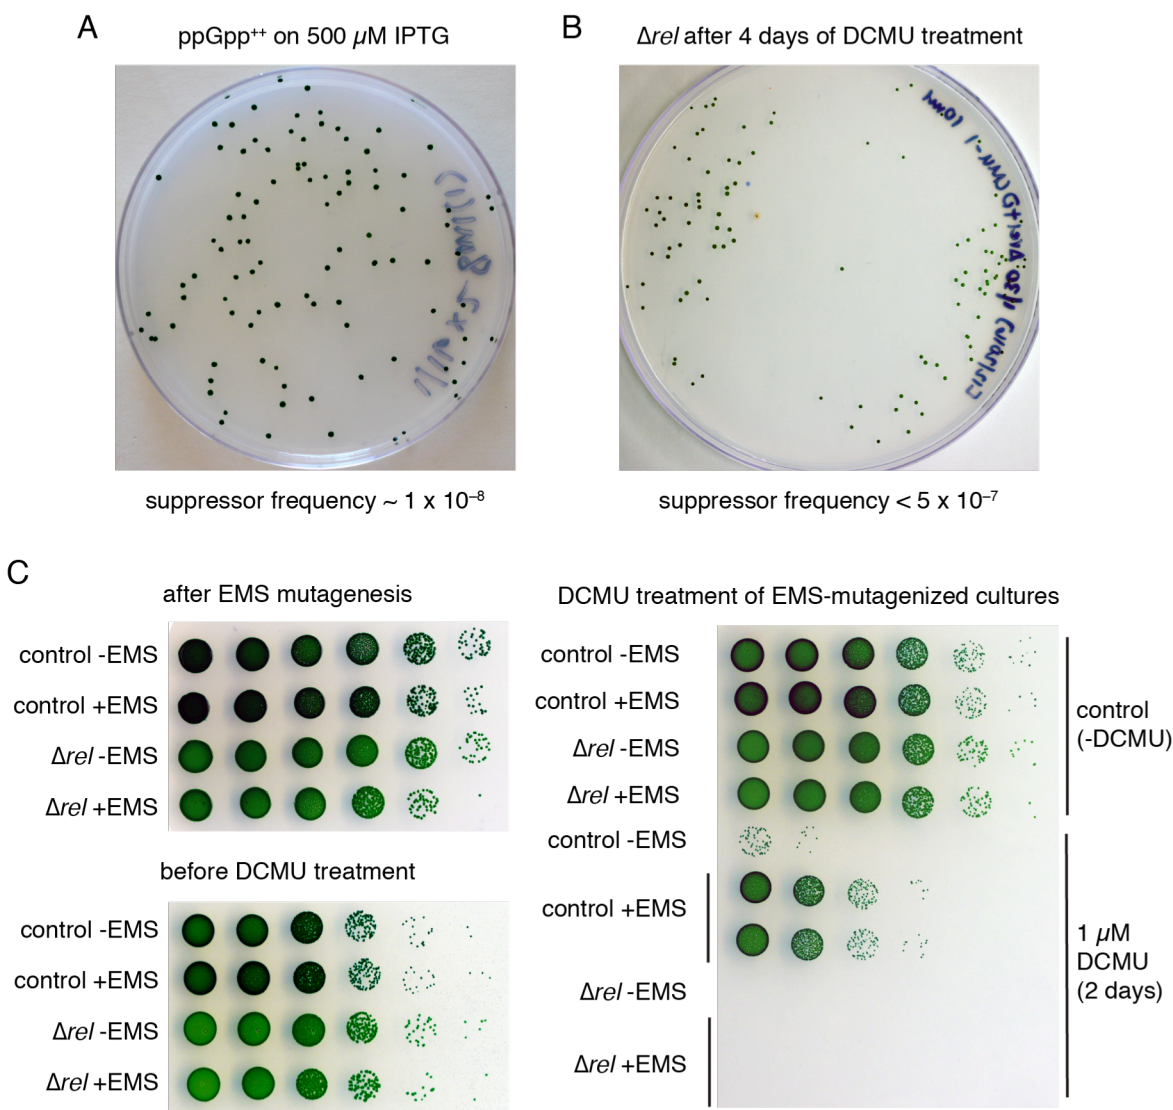 A
ppGpp⁺⁺ on 500 µM IPTG
suppressor frequency ~ 1 x 10⁻⁸
B
Δrel after 4 days of DCMU treatment
suppressor frequency < 5 x 10⁻⁷
C
after EMS mutagenesis
control -EMS
control +EMS
Δrel -EMS
Δrel +EMS
before DCMU treatment
control -EMS
control +EMS
Δrel -EMS
Δrel +EMS
DCMU treatment of EMS-mutagenized cultures
control -EMS
control +EMS
Δrel -EMS
Δrel +EMS
control -EMS
control +EMS
Δrel -EMS
Δrel +EMS
control
(-DCMU)
1 µM
DCMU
(2 days)